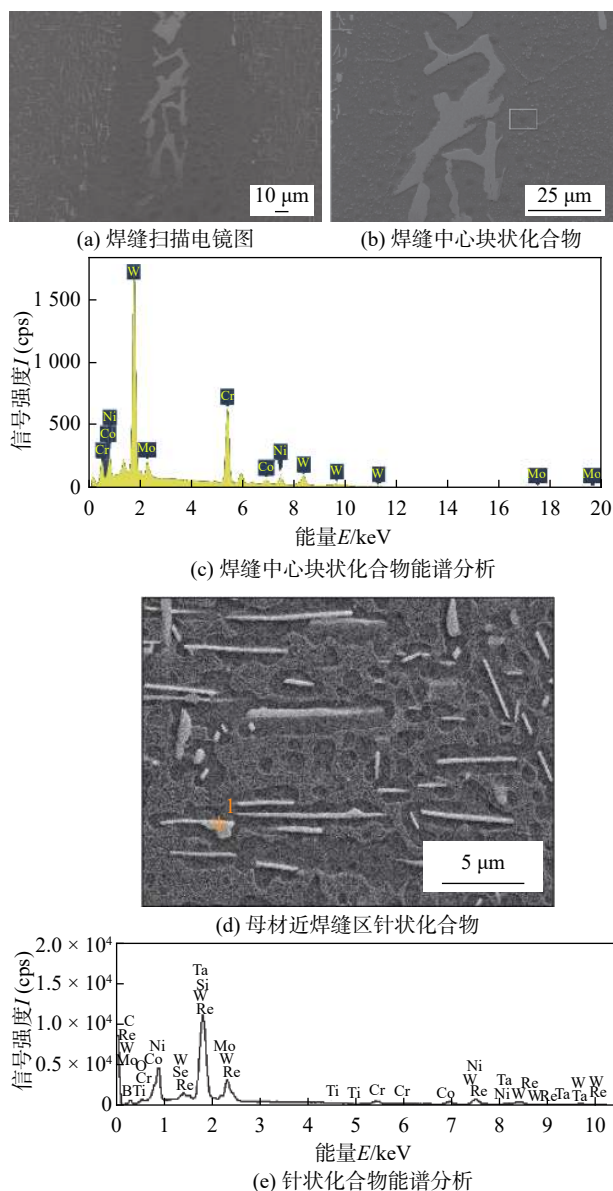 10 μm
25 μm
(a) 焊缝扫描电镜图
(b) 焊缝中心块状化合物
信号强度I (cps)
1 500
1 000
500
0
W
Ni
Co
Cr
Mo
Cr
Co
Ni
W
W
W
Mo
Mo
0 2 4 6 8 10 12 14 16 18 20
能量E/keV
(c) 焊缝中心块状化合物能谱分析
1
5 μm
(d) 母材近焊缝区针状化合物
信号强度I (cps)
2.0 × 10⁴
1.5 × 10⁴
1.0 × 10⁴
0.5 × 10⁴
0
C
Re
W
Mo
B
O
Cr
Ti
Ni
Co
W
Se
Re
Ta
Si
W
Re
Mo
W
Re
Ti
Ti
Cr
Cr
Co
Ni
W
Re
Ta
Ni
W
Re
W
Re
Ta
W
Ta
W
Re
0 1 2 3 4 5 6 7 8 9 10
能量E/keV
(e) 针状化合物能谱分析